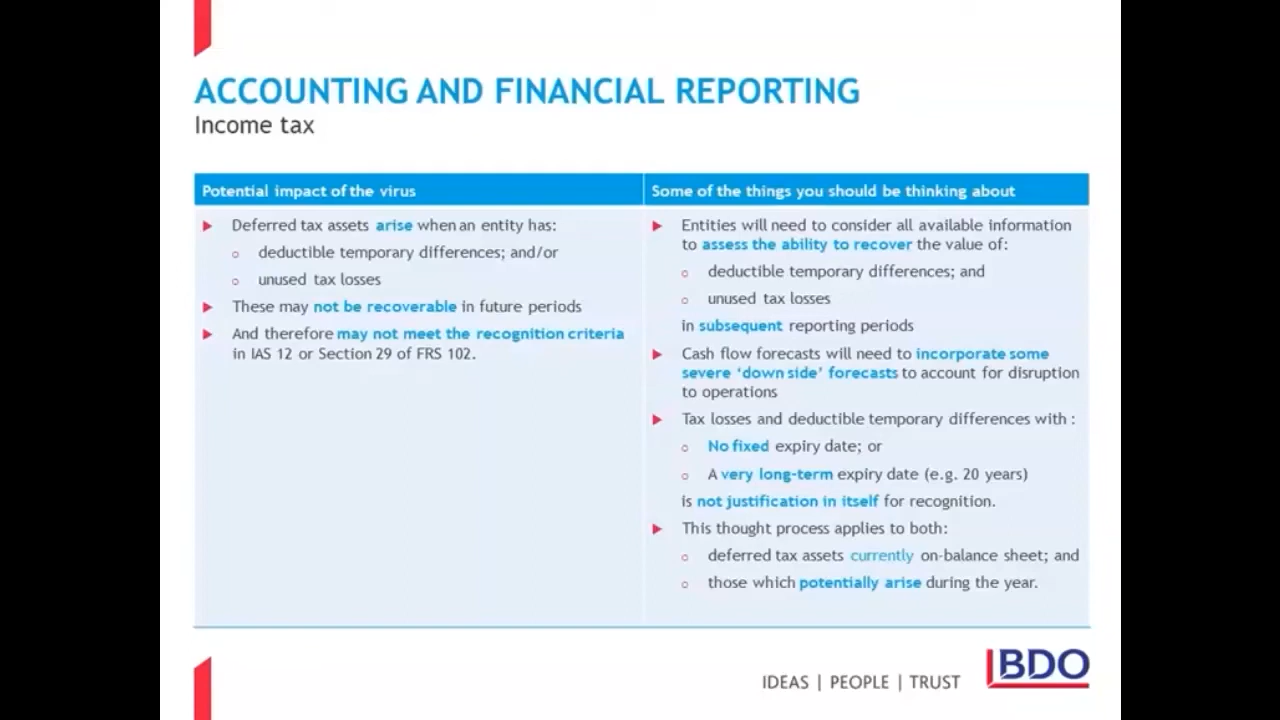 ACCOUNTING AND FINANCIAL REPORTING
Income tax
Potential impact of the virus
Deferred tax assets arise when an entity has:
deductible temporary differences; and/or
unused tax losses
These may not be recoverable in future periods
And therefore may not meet the recognition criteria
in IAS 12 or Section 29 of FRS 102.
Some of the things you should be thinking about
Entities will need to consider all available information
to assess the ability to recover the value of:
deductible temporary differences; and
unused tax losses
in subsequent reporting periods
Cash flow forecasts will need to incorporate some
severe ‘down side’ forecasts to account for disruption
to operations
Tax losses and deductible temporary differences with :
No fixed expiry date; or
A very long-term expiry date (e.g. 20 years)
is not justification in itself for recognition.
This thought process applies to both:
deferred tax assets currently on-balance sheet; and
those which potentially arise during the year.
IDEAS | PEOPLE | TRUST
BDO